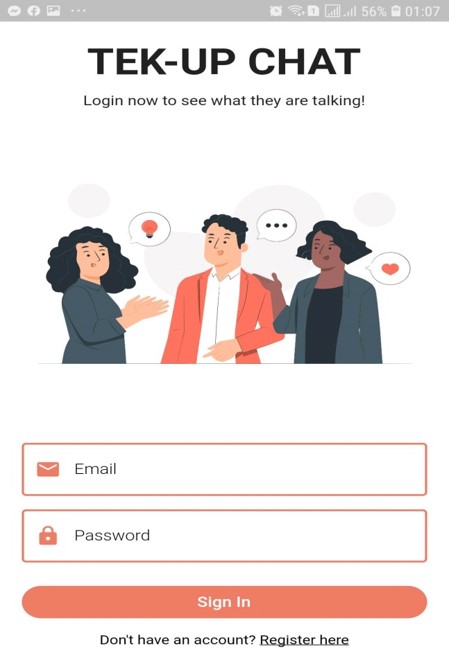 56% 01:07
TEK-UP CHAT
Login now to see what they are talking!
Email
Password
Sign In
Don't have an account? Register here